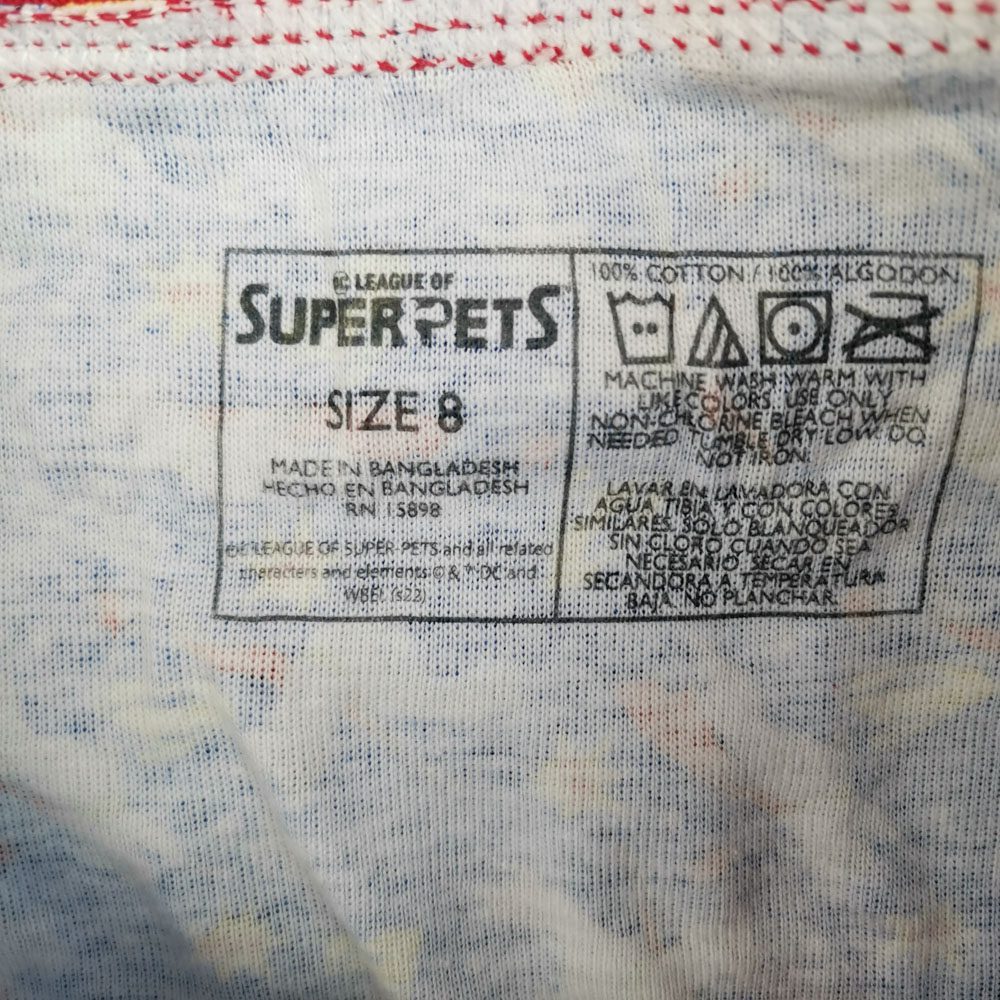 DC LEAGUE OF
SUPER PETS
SIZE 8
MADE IN BANGLADESH
HECHO EN BANGLADESH
RN 15898
LEAGUE OF SUPER-PETS and all related
characters and elements © & ™ DC and
WBEI. (s22)
100% COTTON / 100% ALGODON
MACHINE WASH WARM WITH
LIKE COLORS. USE ONLY
NON-CHLORINE BLEACH WHEN
NEEDED. TUMBLE DRY LOW. DO
NOT IRON.
LAVAR EN LAVADORA CON
AGUA TIBIA Y CON COLORES
SIMILARES. SOLO BLANQUEADOR
SIN CLORO CUANDO SEA
NECESARIO. SECAR EN
SECANDORA A TEMPERATURA
BAJA. NO PLANCHAR.